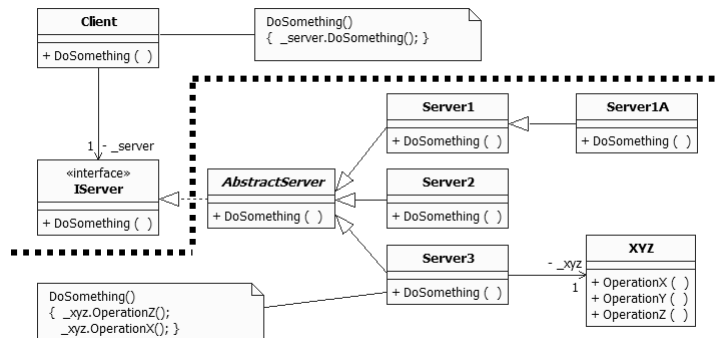 Client
+ DoSomething ( )
DoSomething()
{ _server.DoSomething(); }
1 - _server
«interface»
IServer
+ DoSomething ( )
AbstractServer
+ DoSomething ( )
Server1
+ DoSomething ( )
Server1A
+ DoSomething ( )
Server2
+ DoSomething ( )
Server3
+ DoSomething ( )
- _xyz
1
XYZ
+ OperationX ( )
+ OperationY ( )
+ OperationZ ( )
DoSomething()
{ _xyz.OperationZ();
_xyz.OperationX(); }